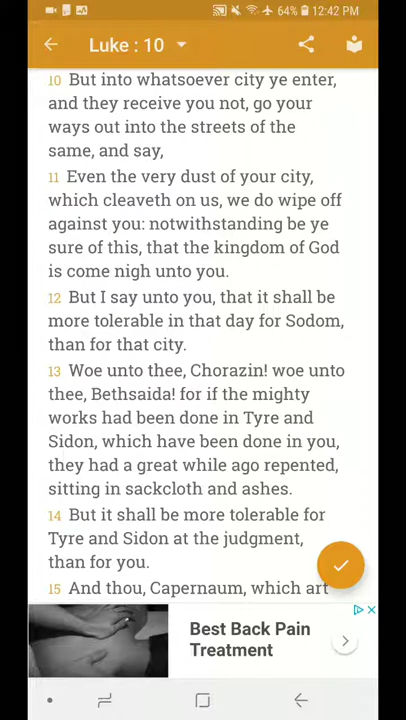 64% 12:42 PM
Luke : 10
10 But into whatsoever city ye enter,
and they receive you not, go your
ways out into the streets of the
same, and say,
11 Even the very dust of your city,
which cleaveth on us, we do wipe off
against you: notwithstanding be ye
sure of this, that the kingdom of God
is come nigh unto you.
12 But I say unto you, that it shall be
more tolerable in that day for Sodom,
than for that city.
13 Woe unto thee, Chorazin! woe unto
thee, Bethsaida! for if the mighty
works had been done in Tyre and
Sidon, which have been done in you,
they had a great while ago repented,
sitting in sackcloth and ashes.
14 But it shall be more tolerable for
Tyre and Sidon at the judgment,
than for you.
15 And thou, Capernaum, which art
Best Back Pain
Treatment